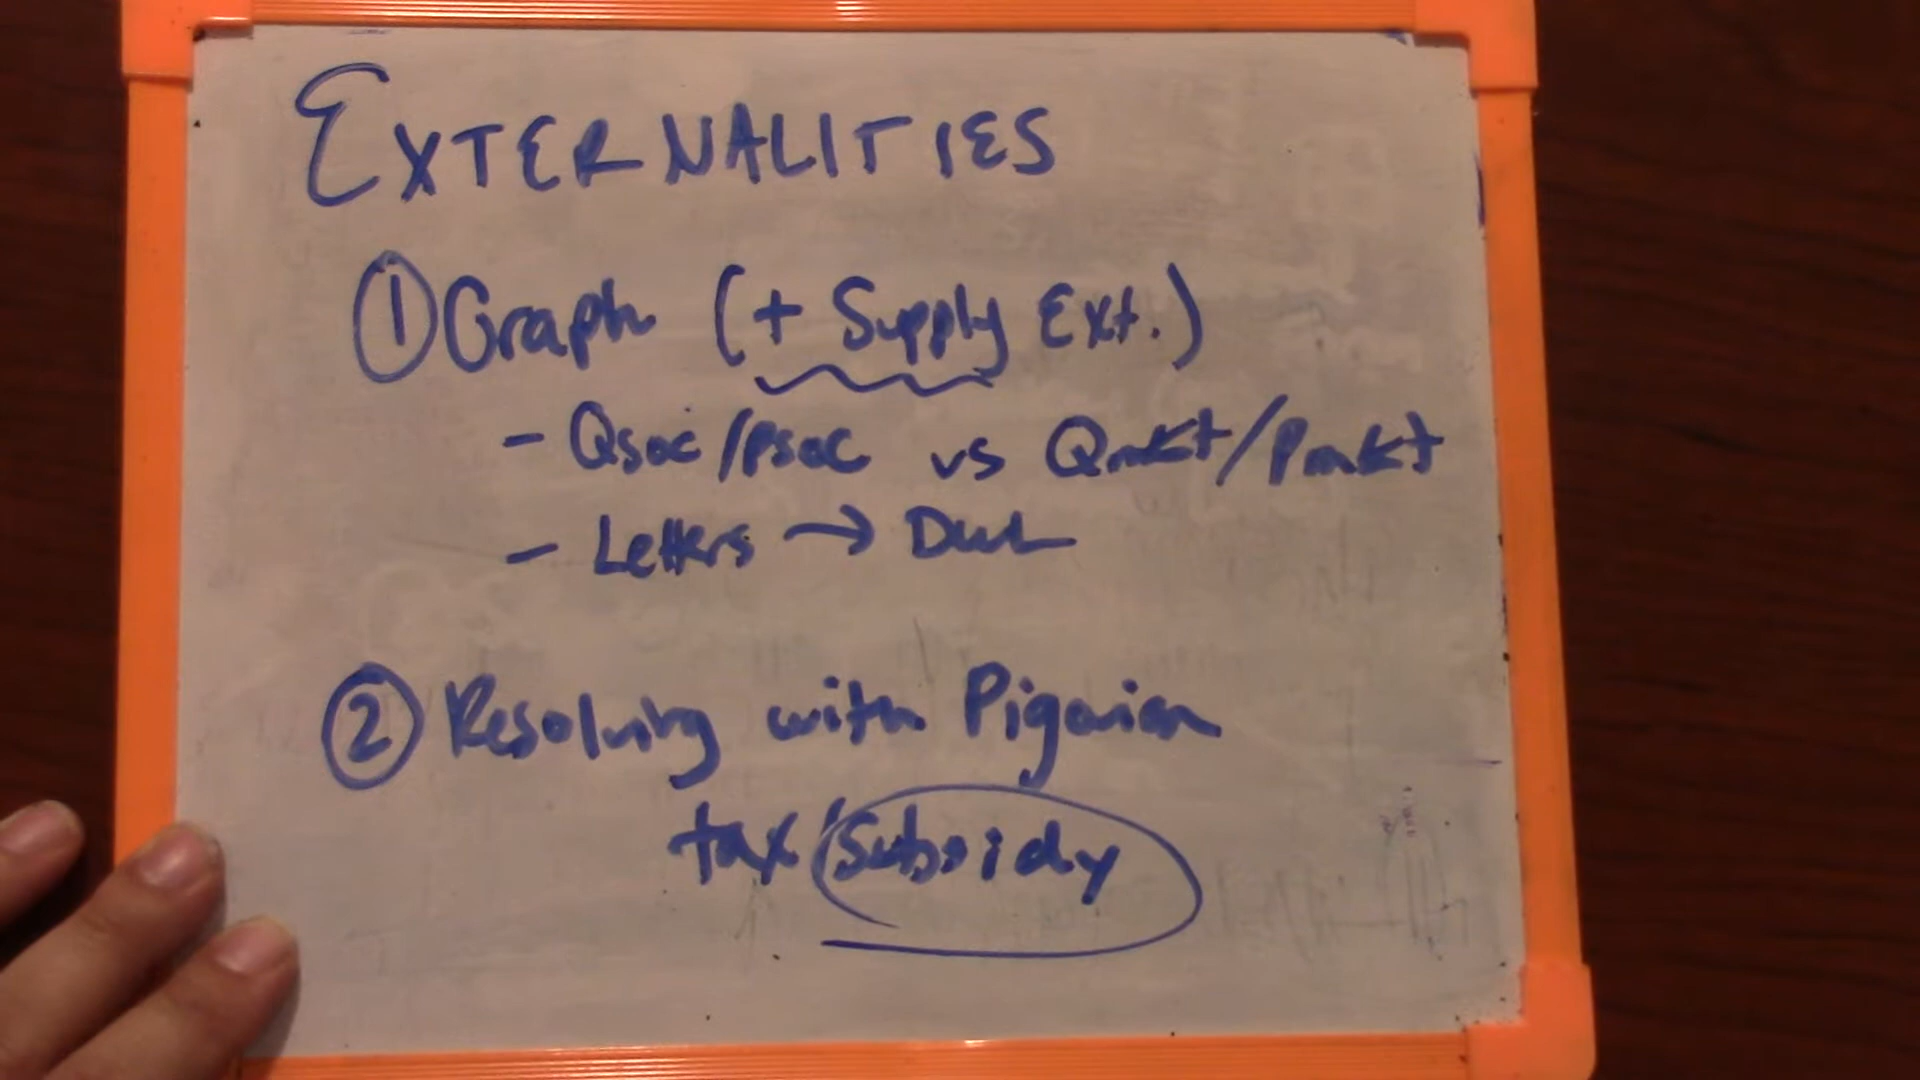 EXTERNALITIES
① Graph (+ Supply Ext.)
- Qsoc/Psoc vs Qmkt/Pmkt
- Letters → DWL
② Resolving with Pigovian
tax/subsidy